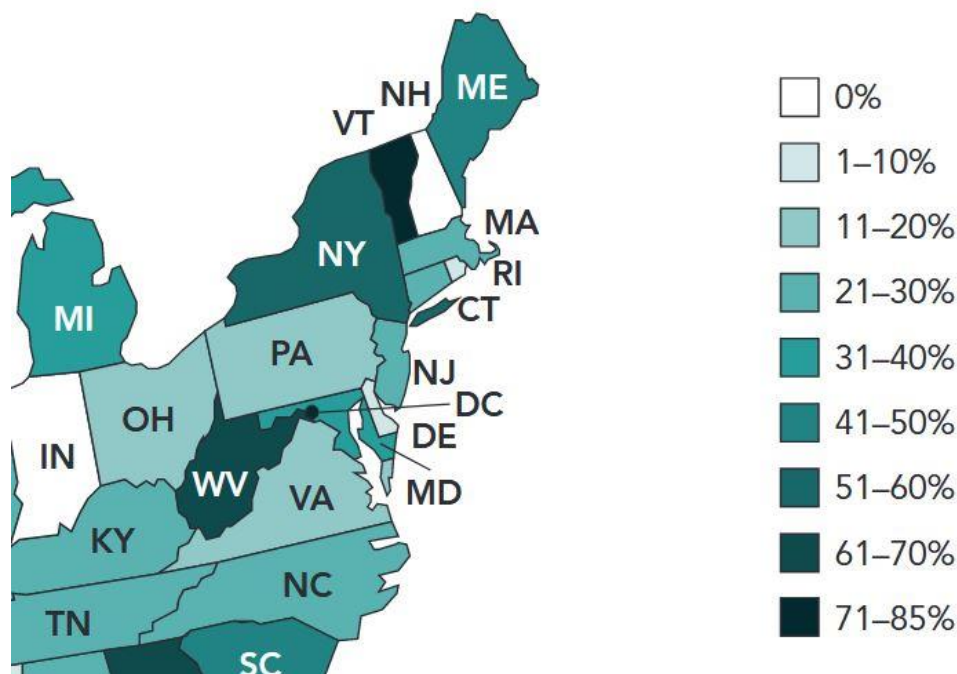 ME
NH
VT
MA
NY
RI
CT
MI
PA
NJ
OH
DC
DE
IN
WV
MD
VA
KY
NC
TN
SC
0%
1–10%
11–20%
21–30%
31–40%
41–50%
51–60%
61–70%
71–85%